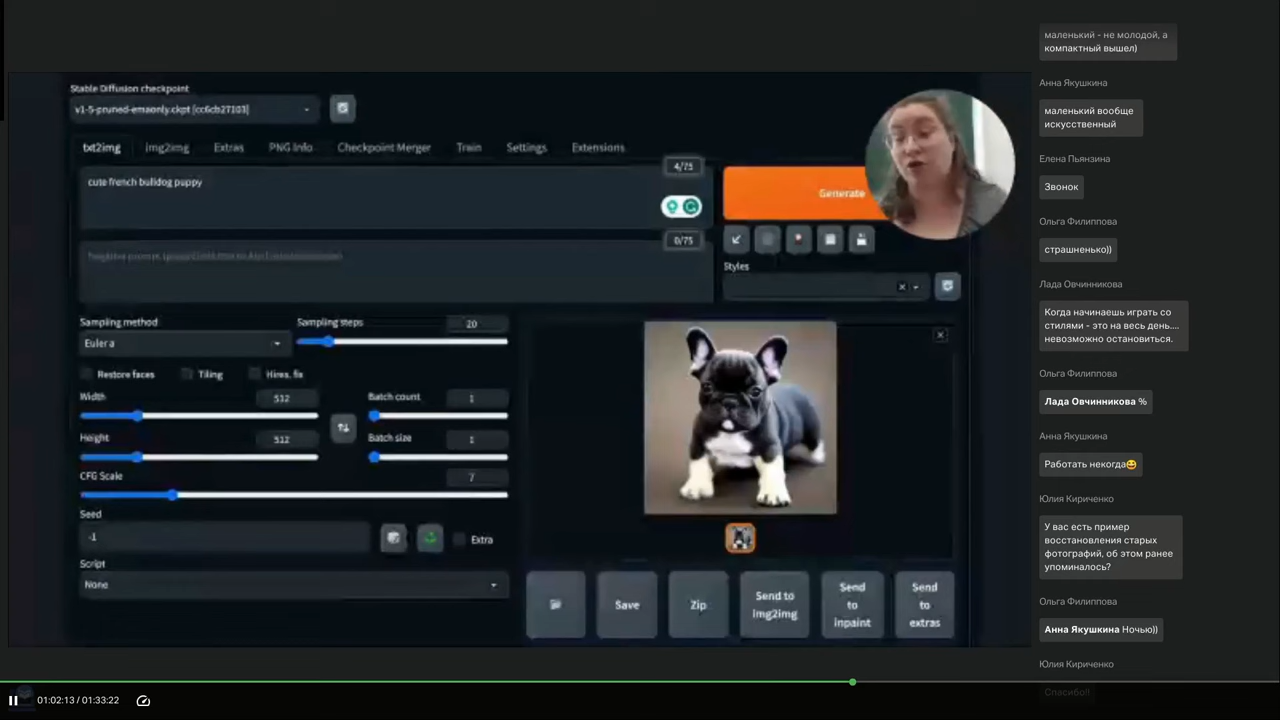 Stable Diffusion checkpoint
v1-5-pruned-emaonly.ckpt [cc6cb27103]
txt2img
img2img
Extras
PNG Info
Checkpoint Merger
Train
Settings
Extensions
4/75
cute french bulldog puppy
0/75
Generate
Styles
Sampling method
Euler a
Sampling steps
20
Restore faces
Tiling
Hires. fix
Width
512
Height
512
Batch count
1
Batch size
1
CFG Scale
7
Seed
-1
Extra
Script
None
Save
Zip
Send to
img2img
Send
to
inpaint
Send
to
extras
маленький - не молодой, а
компактный вышел)
Анна Якушкина
маленький вообще
искусственный
Елена Пьянзина
Звонок
Ольга Филиппова
страшненько))
Лада Овчинникова
Когда начинаешь играть со
стилями - это на весь день....
невозможно остановиться.
Ольга Филиппова
Лада Овчинникова %
Анна Якушкина
Работать некогда😅
Юлия Кириченко
У вас есть пример
восстановления старых
фотографий, об этом ранее
упоминалось?
Ольга Филиппова
Анна Якушкина Ночью))
Юлия Кириченко
Спасибо!!
01:02:13 / 01:33:22